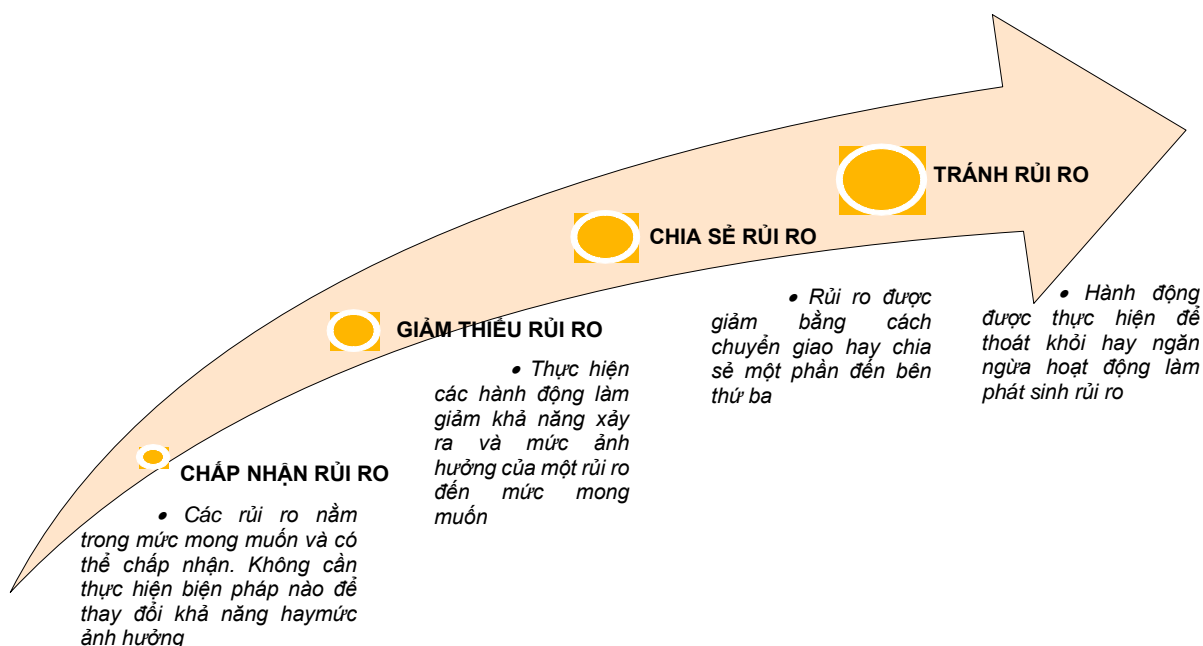 CHẤP NHẬN RỦI RO
• Các rủi ro nằm
trong mức mong muốn và có
thể chấp nhận. Không cần
thực hiện biện pháp nào để
thay đổi khả năng haymức
ảnh hưởng
GIẢM THIỂU RỦI RO
• Thực hiện
các hành động làm
giảm khả năng xảy
ra và mức ảnh
hưởng của một rủi ro
đến mức mong
muốn
CHIA SẺ RỦI RO
• Rủi ro được
giảm bằng cách
chuyển giao hay chia
sẻ một phần đến bên
thứ ba
TRÁNH RỦI RO
• Hành động
được thực hiện để
thoát khỏi hay ngăn
ngừa hoạt động làm
phát sinh rủi ro